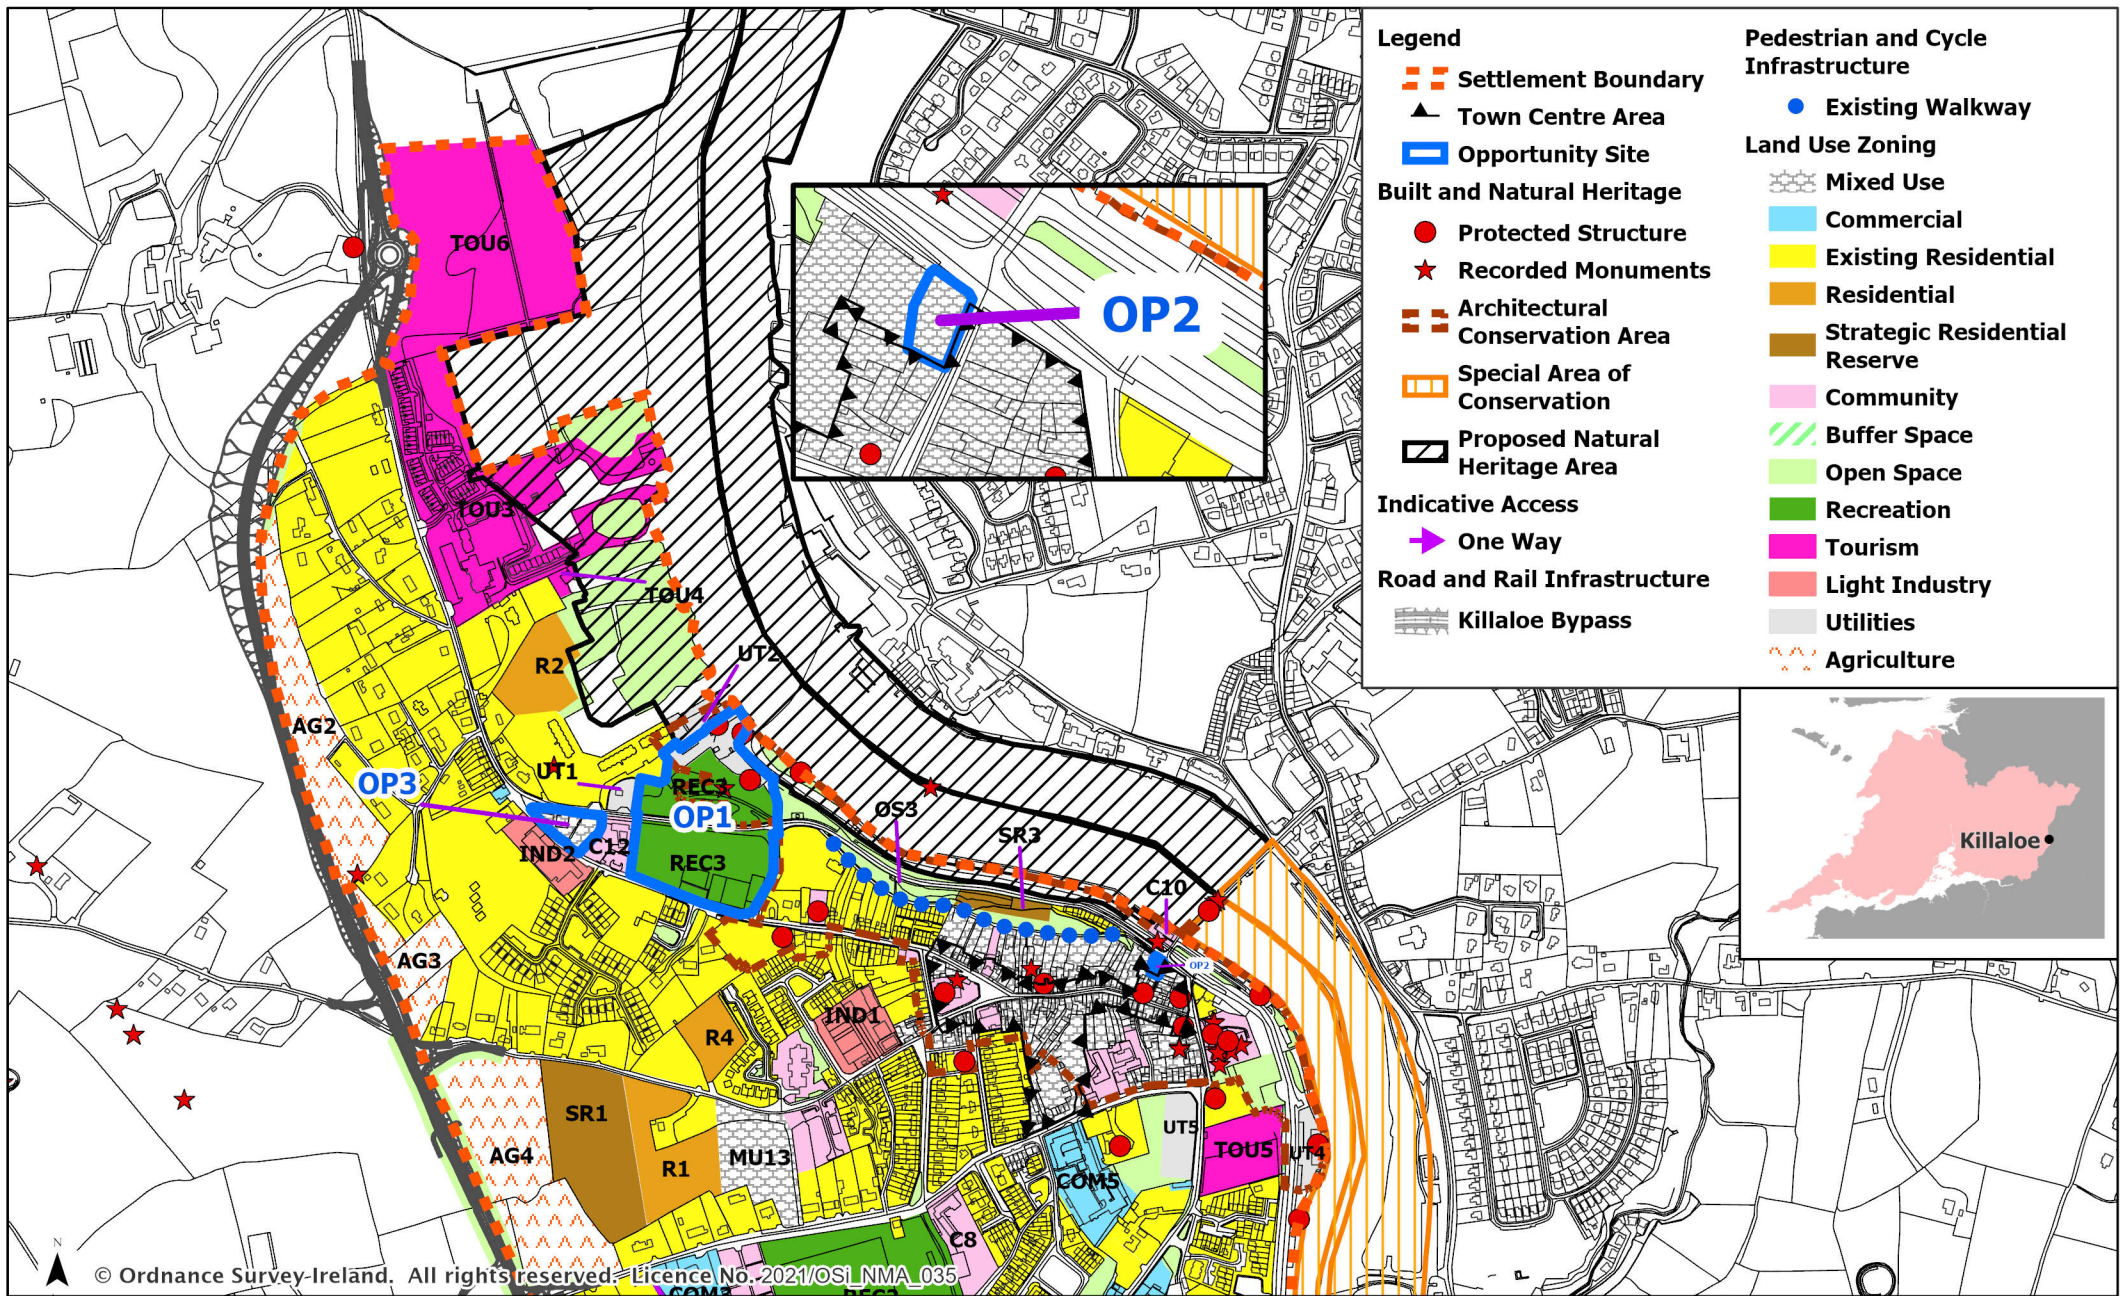 Legend
Settlement Boundary
Town Centre Area
Opportunity Site
Built and Natural Heritage
Protected Structure
Recorded Monuments
Architectural
Conservation Area
Special Area of
Conservation
Proposed Natural
Heritage Area
Indicative Access
One Way
Road and Rail Infrastructure
Killaloe Bypass
Pedestrian and Cycle
Infrastructure
Existing Walkway
Land Use Zoning
Mixed Use
Commercial
Existing Residential
Residential
Strategic Residential
Reserve
Community
Buffer Space
Open Space
Recreation
Tourism
Light Industry
Utilities
Agriculture
TOU6
OP2
TOU3
TOU4
UT2
R2
AG2
UT1
OP3
REC3
OP1
OS3
SR3
IND2
C12
REC3
C10
OP2
AG3
IND1
R4
SR1
AG4
R1
MU13
UT5
TOU5
UT4
COM5
C8
Killaloe
N
© Ordnance Survey-Ireland. All rights reserved. Licence No. 2021/OSi_NMA_035
COM3
REC2